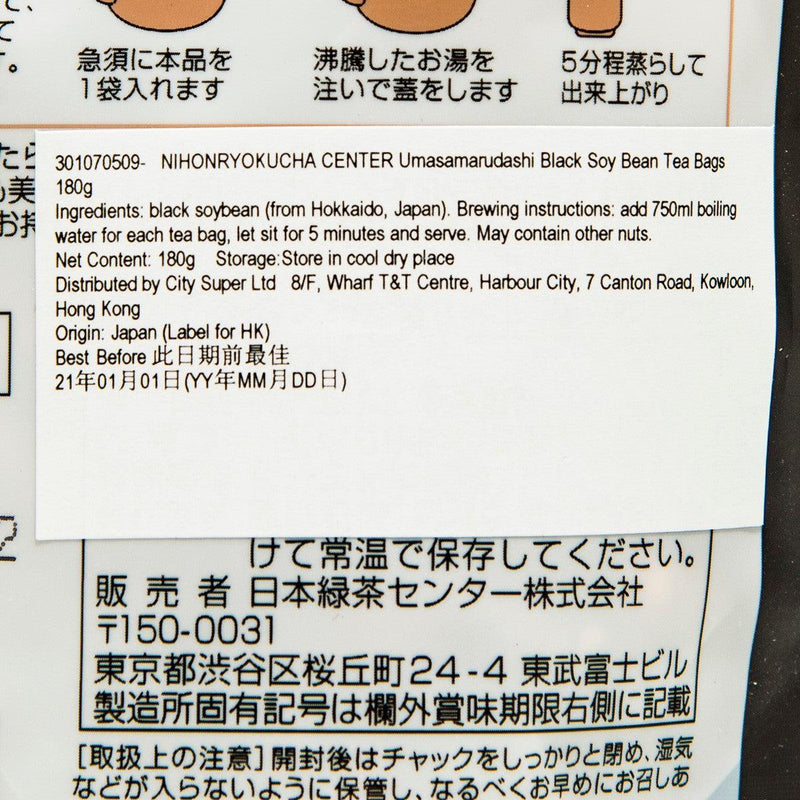 て
急須に本品を
1袋入れます
沸騰したお湯を
注いで蓋をします
5分程蒸らして
出来上がり
たら
美
お持
301070509- NIHONRYOKUCHA CENTER Umasamarudashi Black Soy Bean Tea Bags
180g
Ingredients: black soybean (from Hokkaido, Japan). Brewing instructions: add 750ml boiling
water for each tea bag, let sit for 5 minutes and serve. May contain other nuts.
Net Content: 180g Storage:Store in cool dry place
Distributed by City Super Ltd 8/F, Wharf T&T Centre, Harbour City, 7 Canton Road, Kowloon,
Hong Kong
Origin: Japan (Label for HK)
Best Before 此日期前最佳
21年01月01日(YY年MM月DD日)
けて常温で保存してください。
販売者 日本緑茶センター株式会社
〒150-0031
東京都渋谷区桜丘町24-4 東武富士ビル
製造所固有記号は欄外賞味期限右側に記載
[取扱上の注意]開封後はチャックをしっかりと閉め、湿気
などが入らないように保管し、なるべくお早めにお召しあ